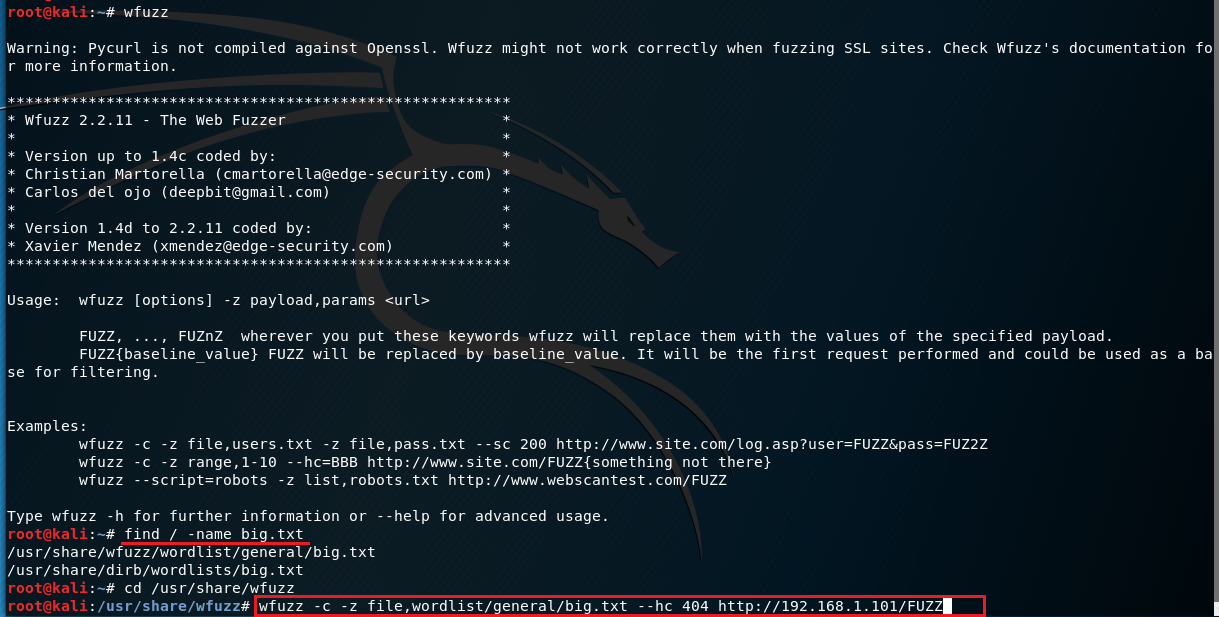 root@kali:~# wfuzz
Warning: Pycurl is not compiled against Openssl. Wfuzz might not work correctly when fuzzing SSL sites. Check Wfuzz's documentation fo
r more information.
********************************************************
* Wfuzz 2.2.11 - The Web Fuzzer                        *
*                                                      *
* Version up to 1.4c coded by:                         *
* Christian Martorella (cmartorella@edge-security.com) *
* Carlos del ojo (deepbit@gmail.com)                   *
*                                                      *
* Version 1.4d to 2.2.11 coded by:                     *
* Xavier Mendez (xmendez@edge-security.com)            *
********************************************************
Usage:  wfuzz [options] -z payload,params <url>
        FUZZ, ..., FUZnZ  wherever you put these keywords wfuzz will replace them with the values of the specified payload.
        FUZZ{baseline_value} FUZZ will be replaced by baseline_value. It will be the first request performed and could be used as a ba
se for filtering.
Examples:
        wfuzz -c -z file,users.txt -z file,pass.txt --sc 200 http://www.site.com/log.asp?user=FUZZ&pass=FUZ2Z
        wfuzz -c -z range,1-10 --hc=BBB http://www.site.com/FUZZ{something not there}
        wfuzz --script=robots -z list,robots.txt http://www.webscantest.com/FUZZ
Type wfuzz -h for further information or --help for advanced usage.
root@kali:~# find / -name big.txt
/usr/share/wfuzz/wordlist/general/big.txt
/usr/share/dirb/wordlists/big.txt
root@kali:~# cd /usr/share/wfuzz
root@kali:/usr/share/wfuzz# wfuzz -c -z file,wordlist/general/big.txt --hc 404 http://192.168.1.101/FUZZ